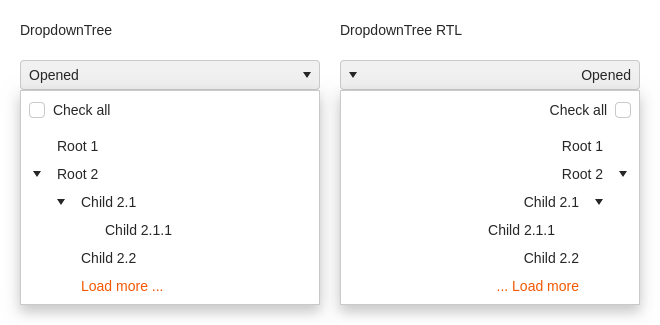 DropdownTree
Opened
Check all
Root 1
Root 2
Child 2.1
Child 2.1.1
Child 2.2
Load more ...
DropdownTree RTL
Opened
Check all
Root 1
Root 2
Child 2.1
Child 2.1.1
Child 2.2
... Load more